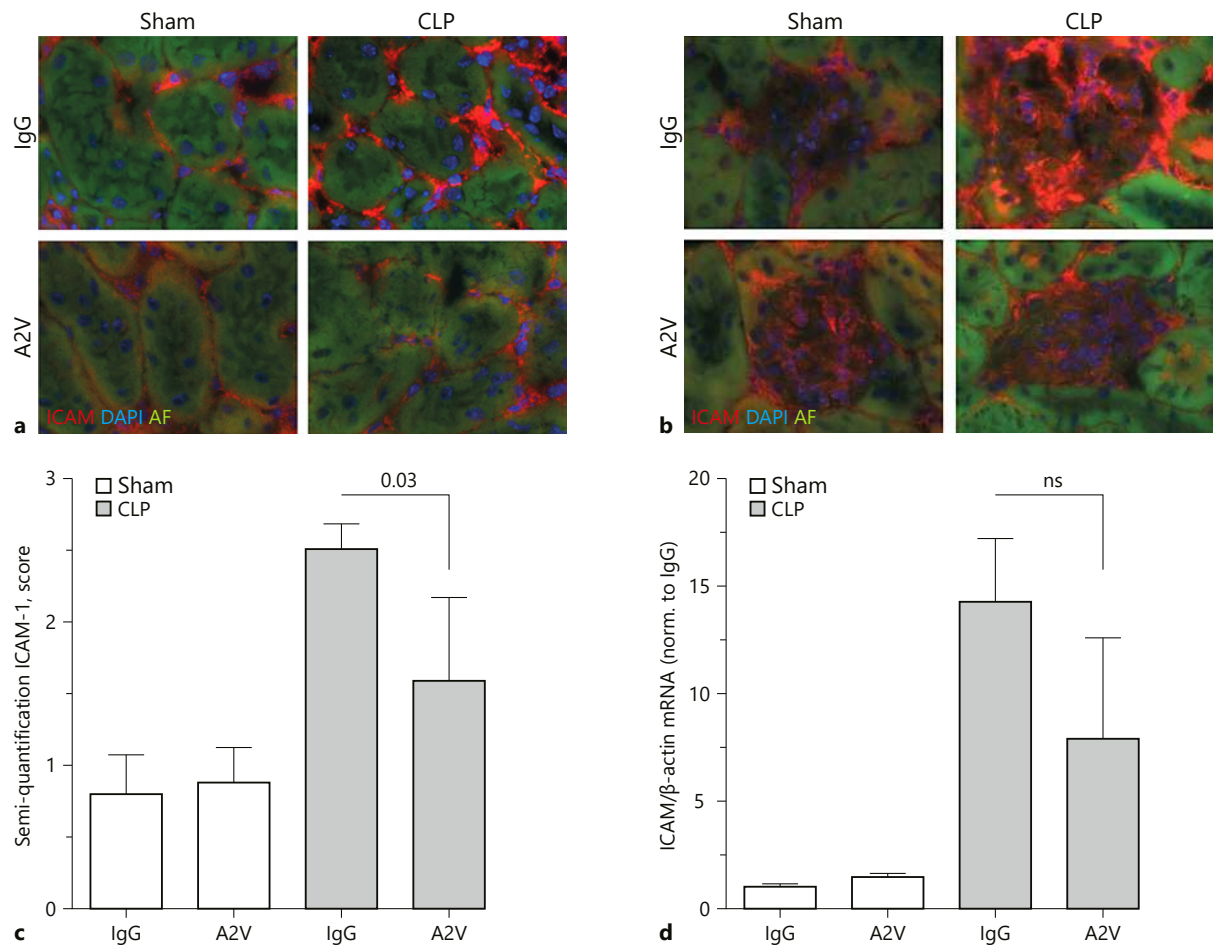 Sham CLP
IgG
A2V
ICAM DAPI AF
a
Sham CLP
IgG
A2V
ICAM DAPI AF
b
Semi-quantification ICAM-1, score
3
2
1
0
Sham
CLP
0.03
IgG A2V IgG A2V
c
ICAM/β-actin mRNA (norm. to IgG)
20
15
10
5
0
Sham
CLP
ns
IgG A2V IgG A2V
d